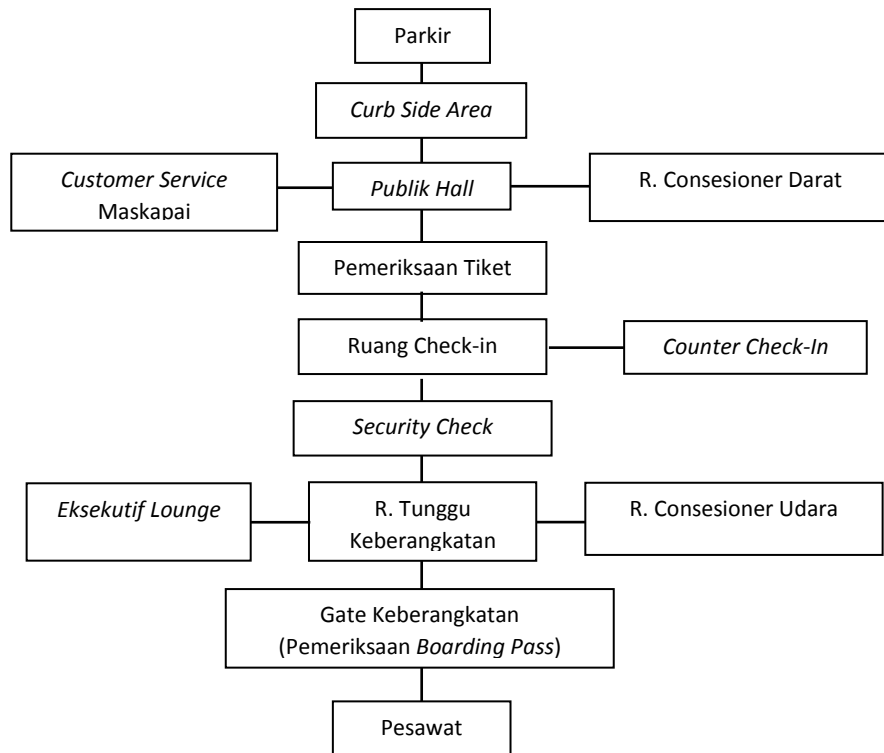 Parkir
Curb Side Area
Customer Service
Maskapai
Publik Hall
R. Consesioner Darat
Pemeriksaan Tiket
Ruang Check-in
Counter Check-In
Security Check
Eksekutif Lounge
R. Tunggu
Keberangkatan
R. Consesioner Udara
Gate Keberangkatan
(Pemeriksaan Boarding Pass)
Pesawat